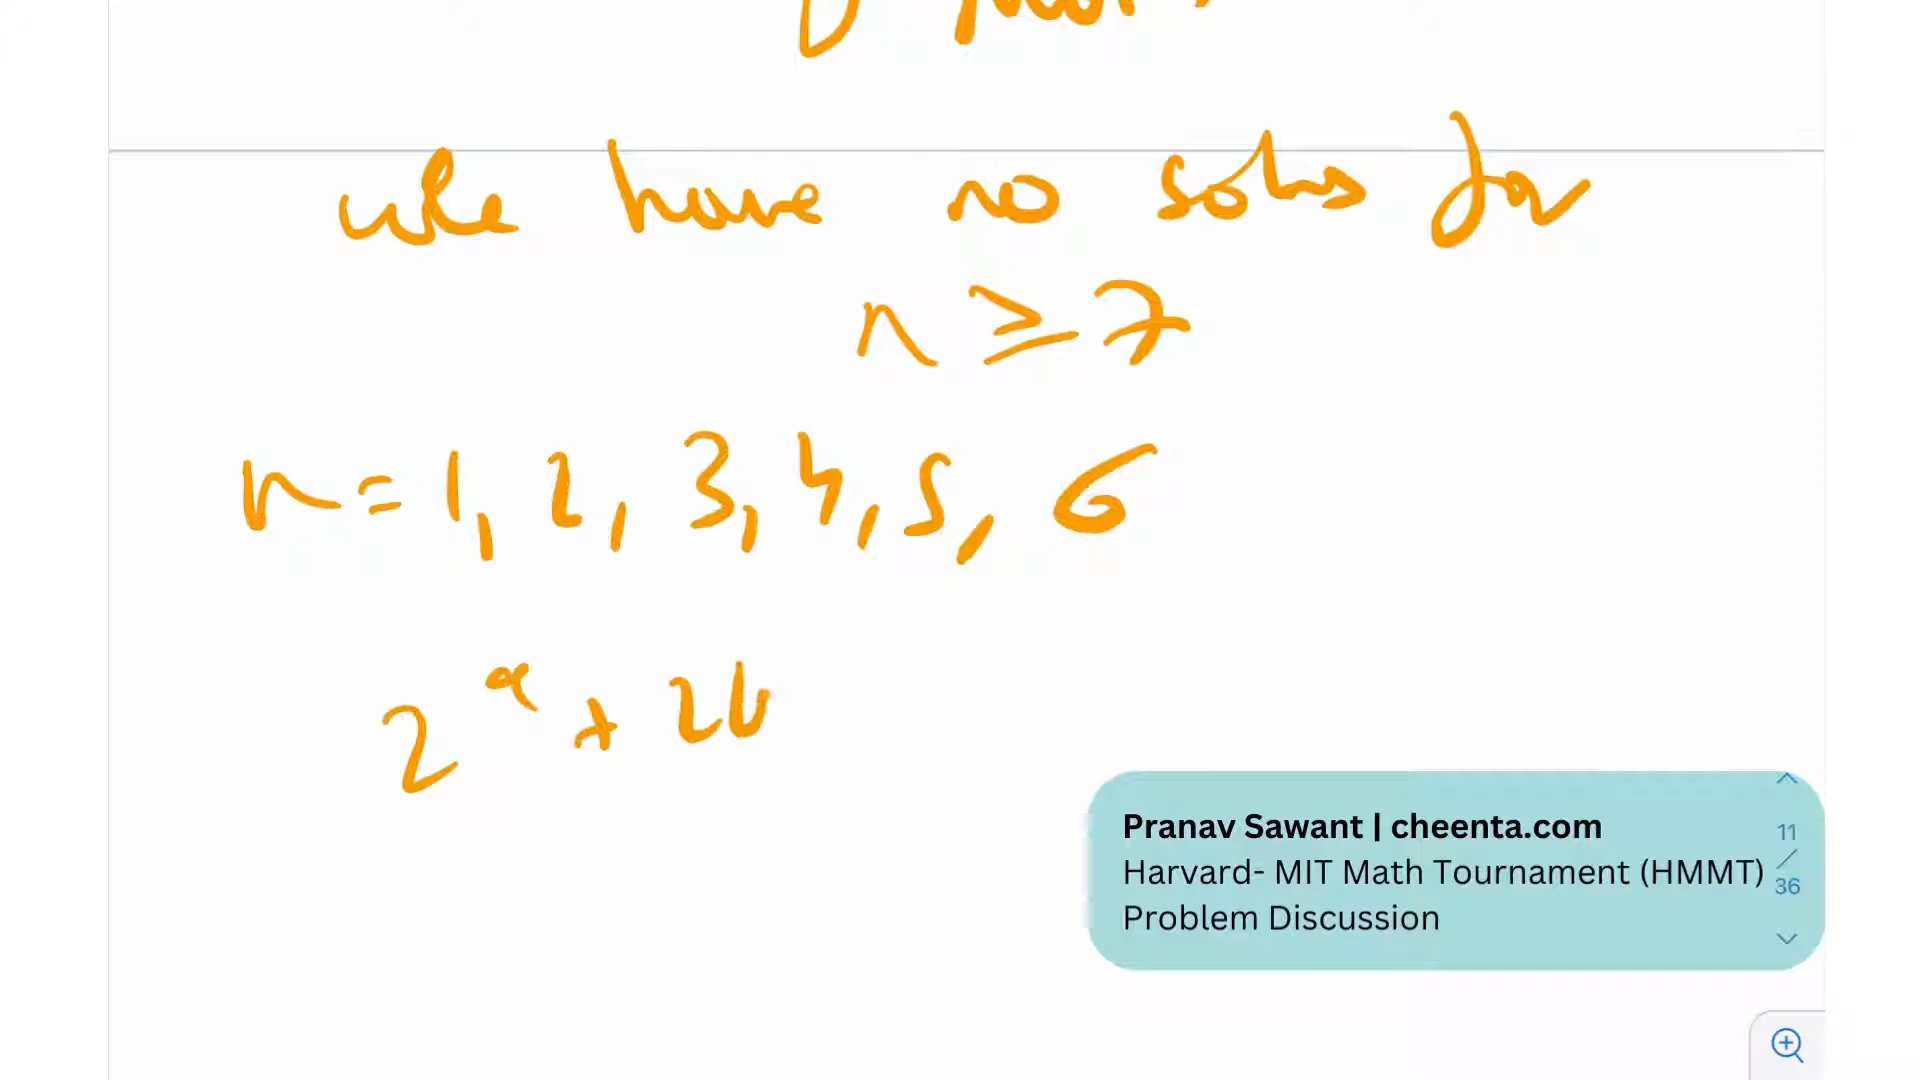 we have no solns for
n ≥ 7
n = 1, 2, 3, 4, 5, 6
2^a + 2b
Pranav Sawant | cheenta.com
Harvard- MIT Math Tournament (HMMT)
Problem Discussion
11
/
36